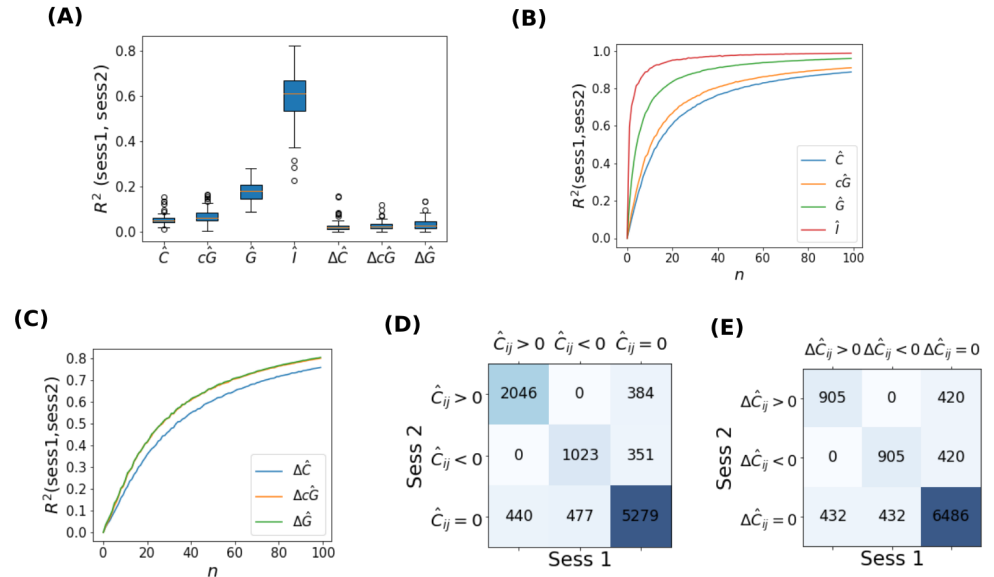 (A)
R² (sess1, sess2)
0.8
0.6
0.4
0.2
0.0
Ĉ
cĜ
Ĝ
Î
ΔĈ
ΔcĜ
ΔĜ
(B)
R²(sess1,sess2)
1.0
0.8
0.6
0.4
0.2
0.0
0 20 40 60 80 100
n
Ĉ
cĜ
Ĝ
Î
(C)
R²(sess1,sess2)
0.8
0.7
0.6
0.5
0.4
0.3
0.2
0.1
0.0
0 20 40 60 80 100
n
ΔĈ
ΔcĜ
ΔĜ
(D)
Ĉij > 0 Ĉij < 0 Ĉij = 0
Sess 2
Ĉij > 0 2046 0 384
Ĉij < 0 0 1023 351
Ĉij = 0 440 477 5279
Sess 1
(E)
ΔĈij > 0 ΔĈij < 0 ΔĈij = 0
Sess 2
ΔĈij > 0 905 0 420
ΔĈij < 0 0 905 420
ΔĈij = 0 432 432 6486
Sess 1